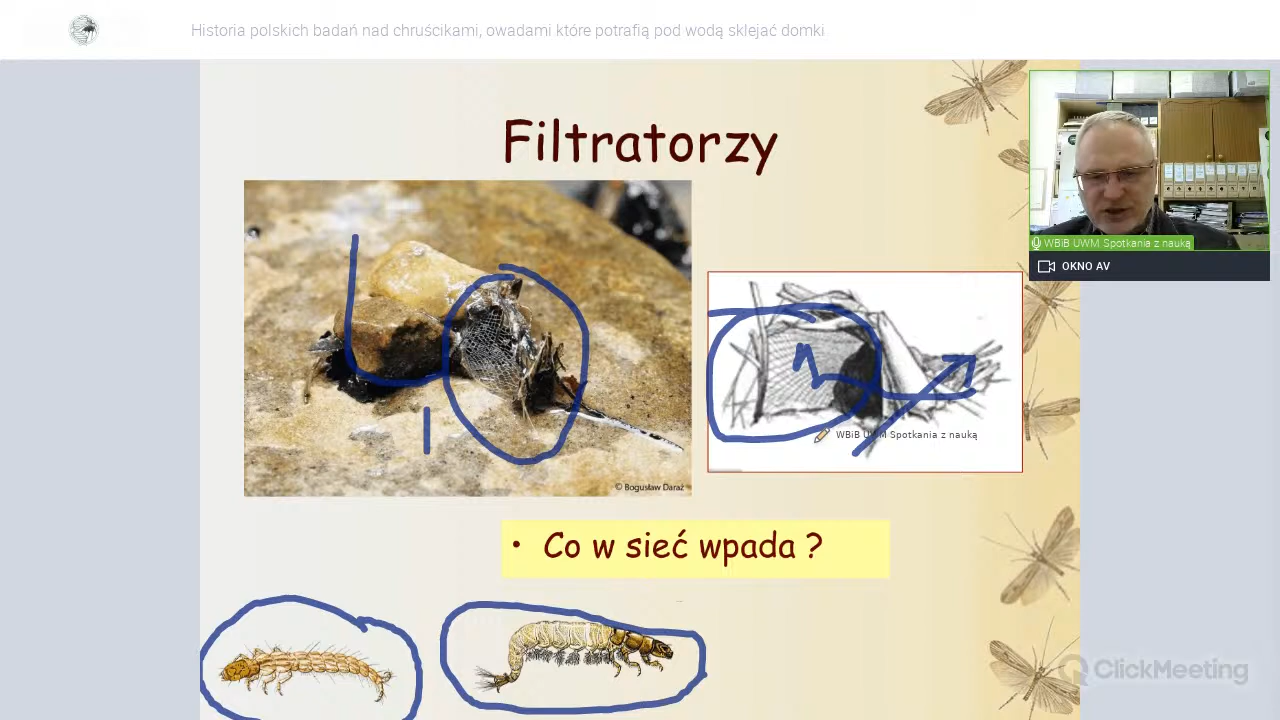 Historia polskich badań nad chruścikami, owadami które potrafią pod wodą sklejać domki
Filtratorzy
WBiB UWM Spotkania z nauką
OKNO AV
WBiB UWM Spotkania z nauką
© Bogusław Daraż
• Co w sieć wpada ?
ClickMeeting